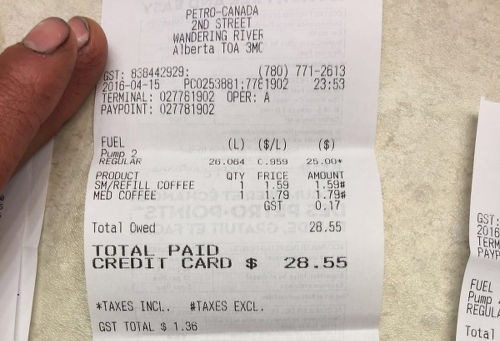 PETRO-CANADA
2ND STREET
WANDERING RIVER
Alberta T0A 3M0
GST: 838442929: (780) 771-2613
2016-04-15 PC0253881:7781902 23:53
TERMINAL: 027761902 OPER: A
PAYPOINT: 027781902
FUEL (L) ($/L) ($)
Pump 2
REGULAR 26.064 0.959 25.00*
PRODUCT QTY PRICE AMOUNT
SM/REFILL COFFEE 1 1.59 1.59#
MED COFFEE 1 1.79 1.79#
GST 0.17
Total Owed 28.55
TOTAL PAID
CREDIT CARD $ 28.55
*TAXES INCL. #TAXES EXCL.
GST TOTAL $ 1.36
GST:
2016
TERM
PAYP
FUEL
Pump
REGULA
Total